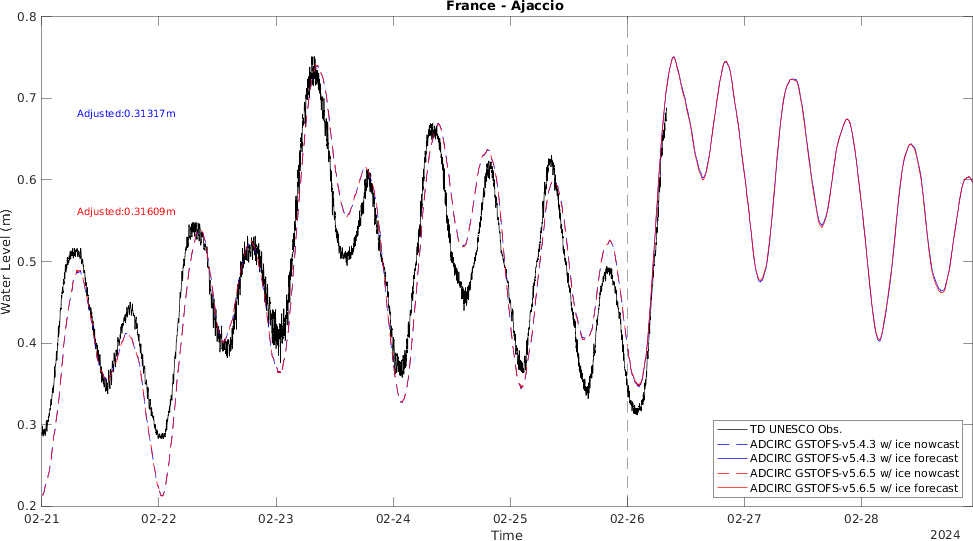 France - Ajaccio
0.8
0.7
0.6
0.5
0.4
0.3
0.2
Water Level (m)
Adjusted:0.31317m
Adjusted:0.31609m
TD UNESCO Obs.
ADCIRC GSTOFS-v5.4.3 w/ ice nowcast
ADCIRC GSTOFS-v5.4.3 w/ ice forecast
ADCIRC GSTOFS-v5.6.5 w/ ice nowcast
ADCIRC GSTOFS-v5.6.5 w/ ice forecast
02-21 02-22 02-23 02-24 02-25 02-26 02-27 02-28
Time
2024